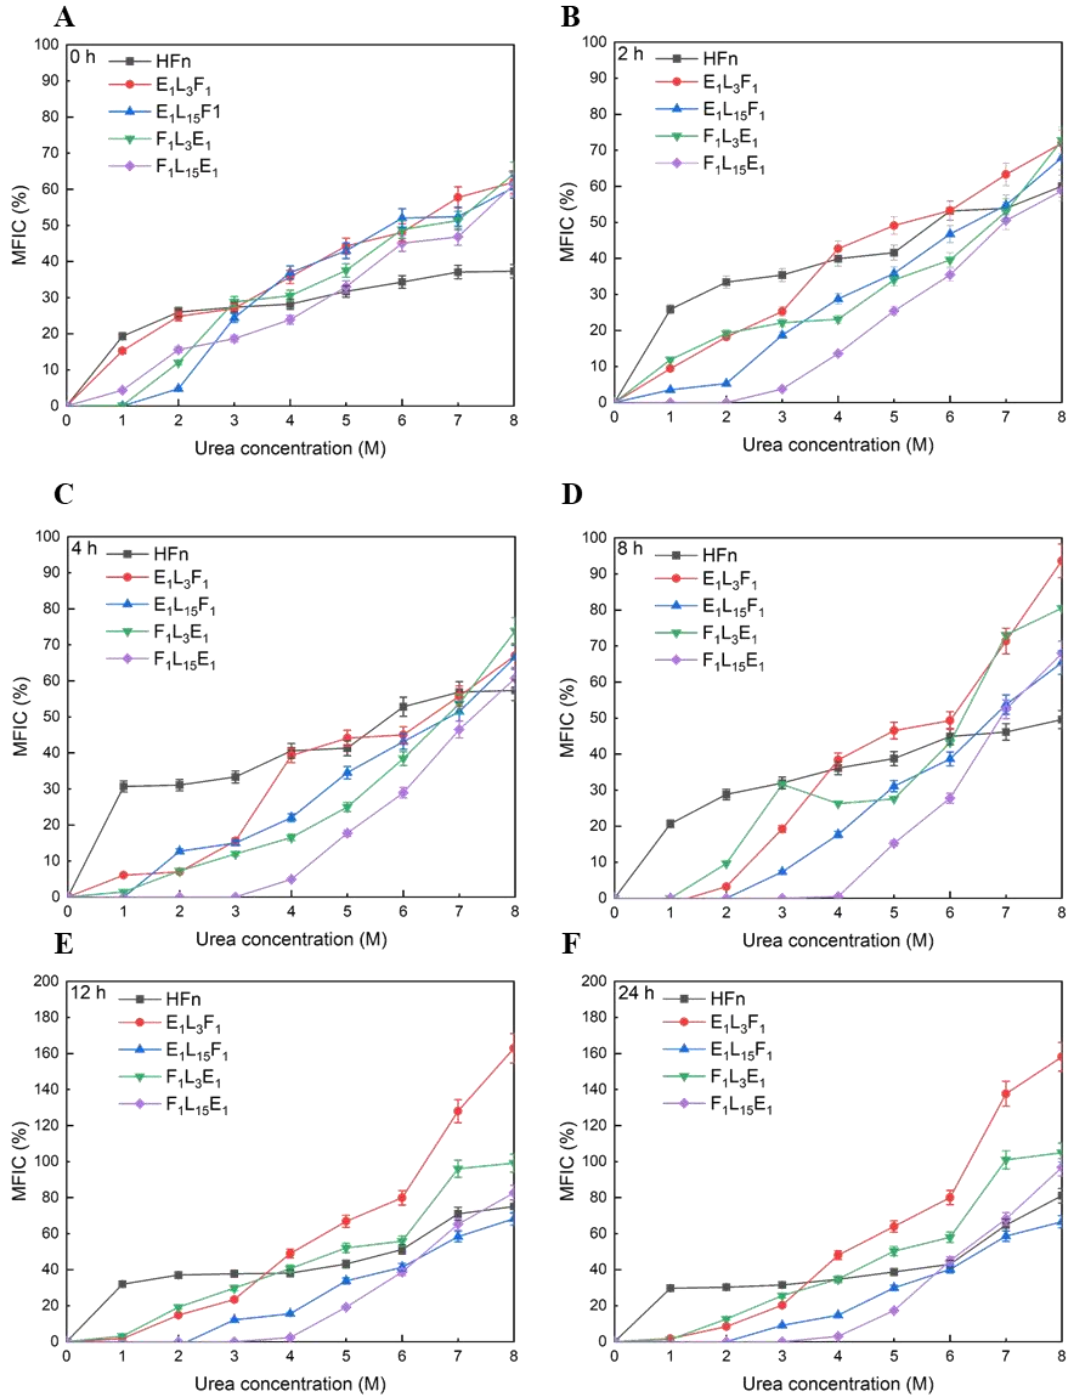 A
0 h
HFn
E₁L₃F₁
E₁L₁₅F1
F₁L₃E₁
F₁L₁₅E₁
100
90
80
70
60
50
40
30
20
10
0
MFIC (%)
0 1 2 3 4 5 6 7 8
Urea concentration (M)
B
2 h
HFn
E₁L₃F₁
E₁L₁₅F₁
F₁L₃E₁
F₁L₁₅E₁
100
90
80
70
60
50
40
30
20
10
0
MFIC (%)
0 1 2 3 4 5 6 7 8
Urea concentration (M)
C
4 h
HFn
E₁L₃F₁
E₁L₁₅F₁
F₁L₃E₁
F₁L₁₅E₁
100
90
80
70
60
50
40
30
20
10
0
MFIC (%)
0 1 2 3 4 5 6 7 8
Urea concentration (M)
D
8 h
HFn
E₁L₃F₁
E₁L₁₅F₁
F₁L₃E₁
F₁L₁₅E₁
100
90
80
70
60
50
40
30
20
10
0
MFIC (%)
0 1 2 3 4 5 6 7 8
Urea concentration (M)
E
12 h
HFn
E₁L₃F₁
E₁L₁₅F₁
F₁L₃E₁
F₁L₁₅E₁
200
180
160
140
120
100
80
60
40
20
0
MFIC (%)
0 1 2 3 4 5 6 7 8
Urea concentration (M)
F
24 h
HFn
E₁L₃F₁
E₁L₁₅F₁
F₁L₃E₁
F₁L₁₅E₁
200
180
160
140
120
100
80
60
40
20
0
MFIC (%)
0 1 2 3 4 5 6 7 8
Urea concentration (M)